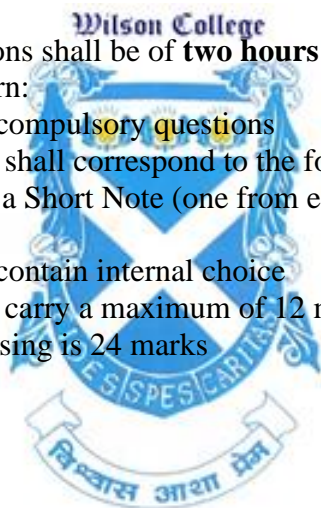 Wilson College
ons shall be of two hours
rn:
compulsory questions
shall correspond to the fo
a Short Note (one from e
contain internal choice
carry a maximum of 12 m
sing is 24 marks
SPES
CARITAS
विश्वास आशा प्रेम